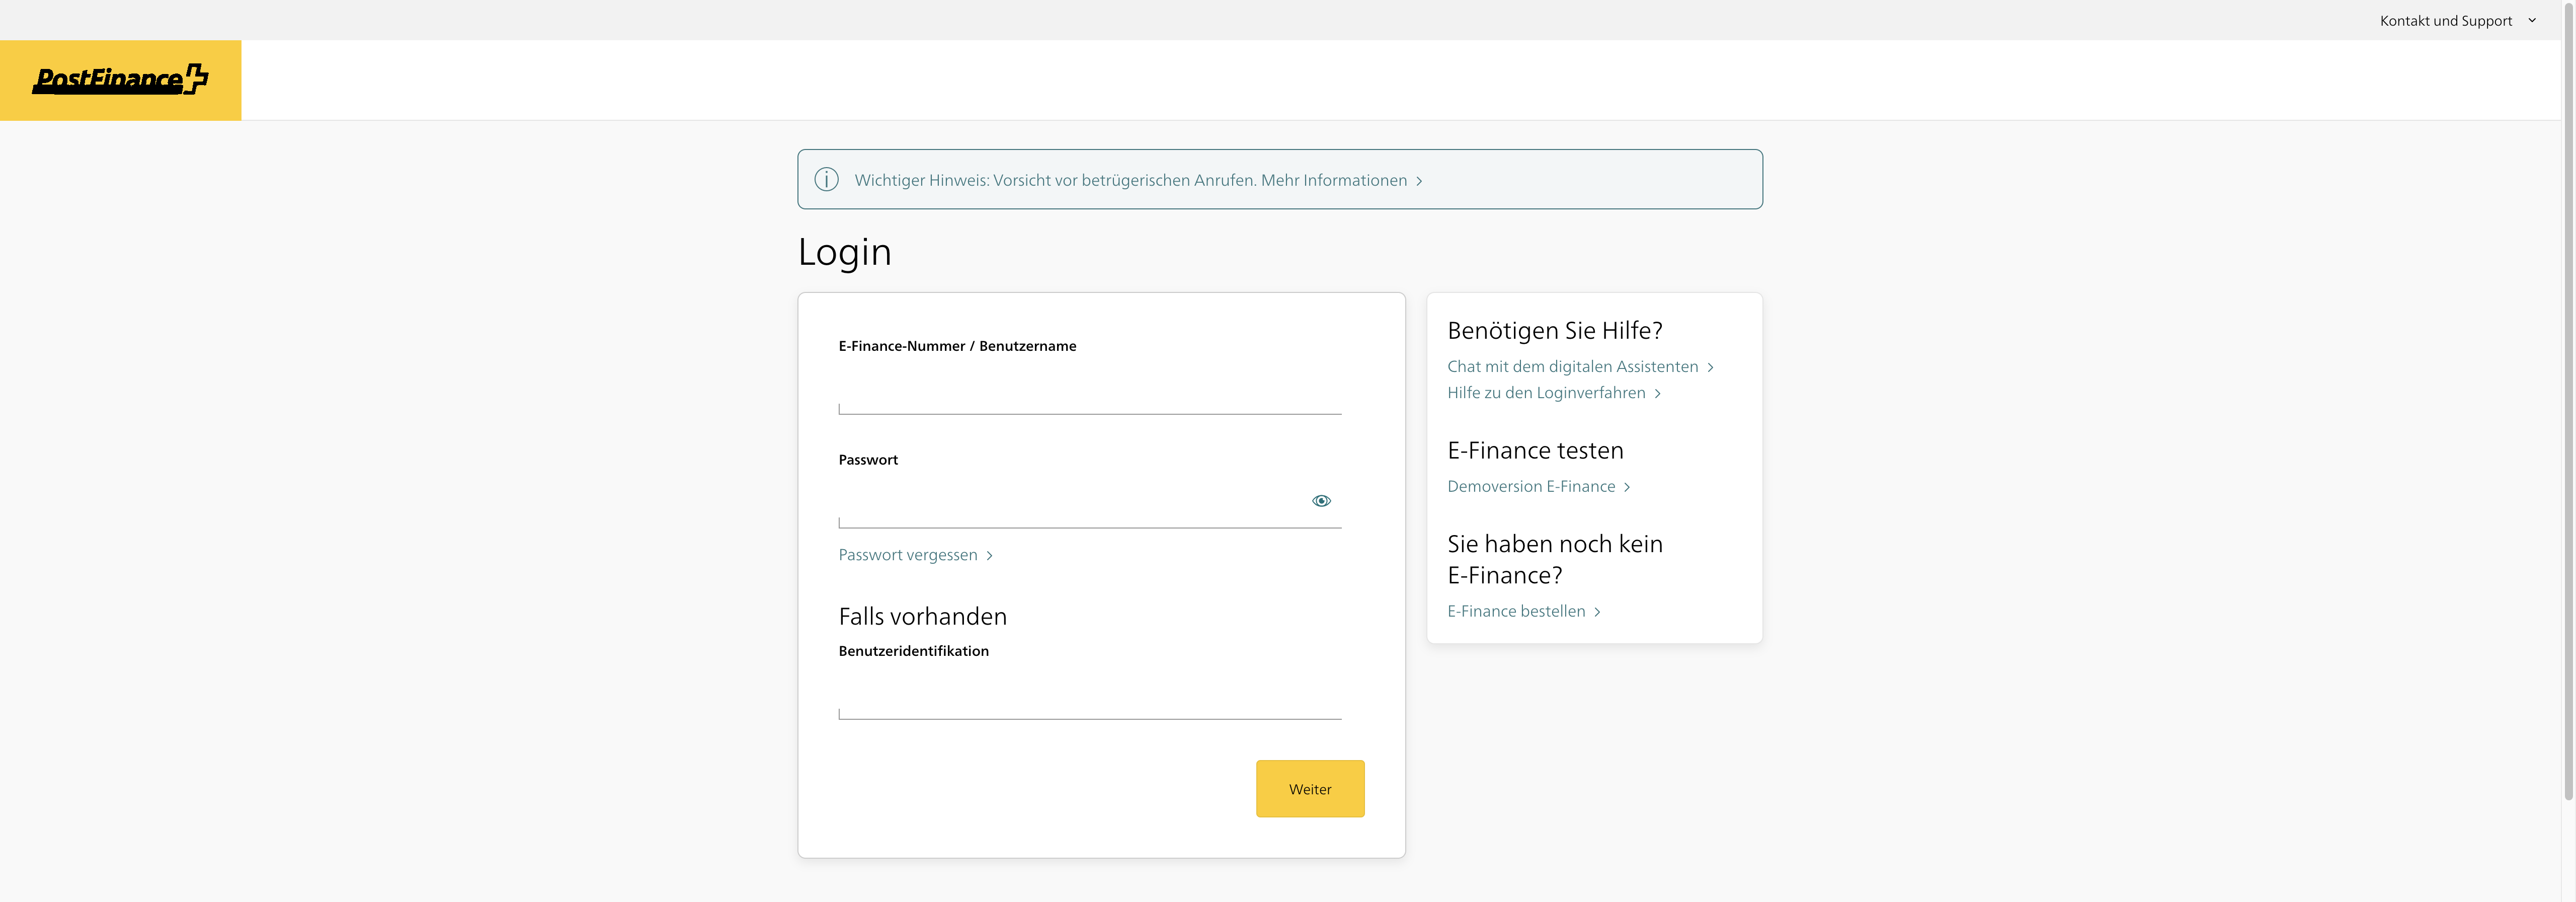 Kontakt und Support
PostFinance
Wichtiger Hinweis: Vorsicht vor betrügerischen Anrufen. Mehr Informationen
Login
E-Finance-Nummer / Benutzername
Passwort
Passwort vergessen
Falls vorhanden
Benutzeridentifikation
Weiter
Benötigen Sie Hilfe?
Chat mit dem digitalen Assistenten
Hilfe zu den Loginverfahren
E-Finance testen
Demoversion E-Finance
Sie haben noch kein
E-Finance?
E-Finance bestellen